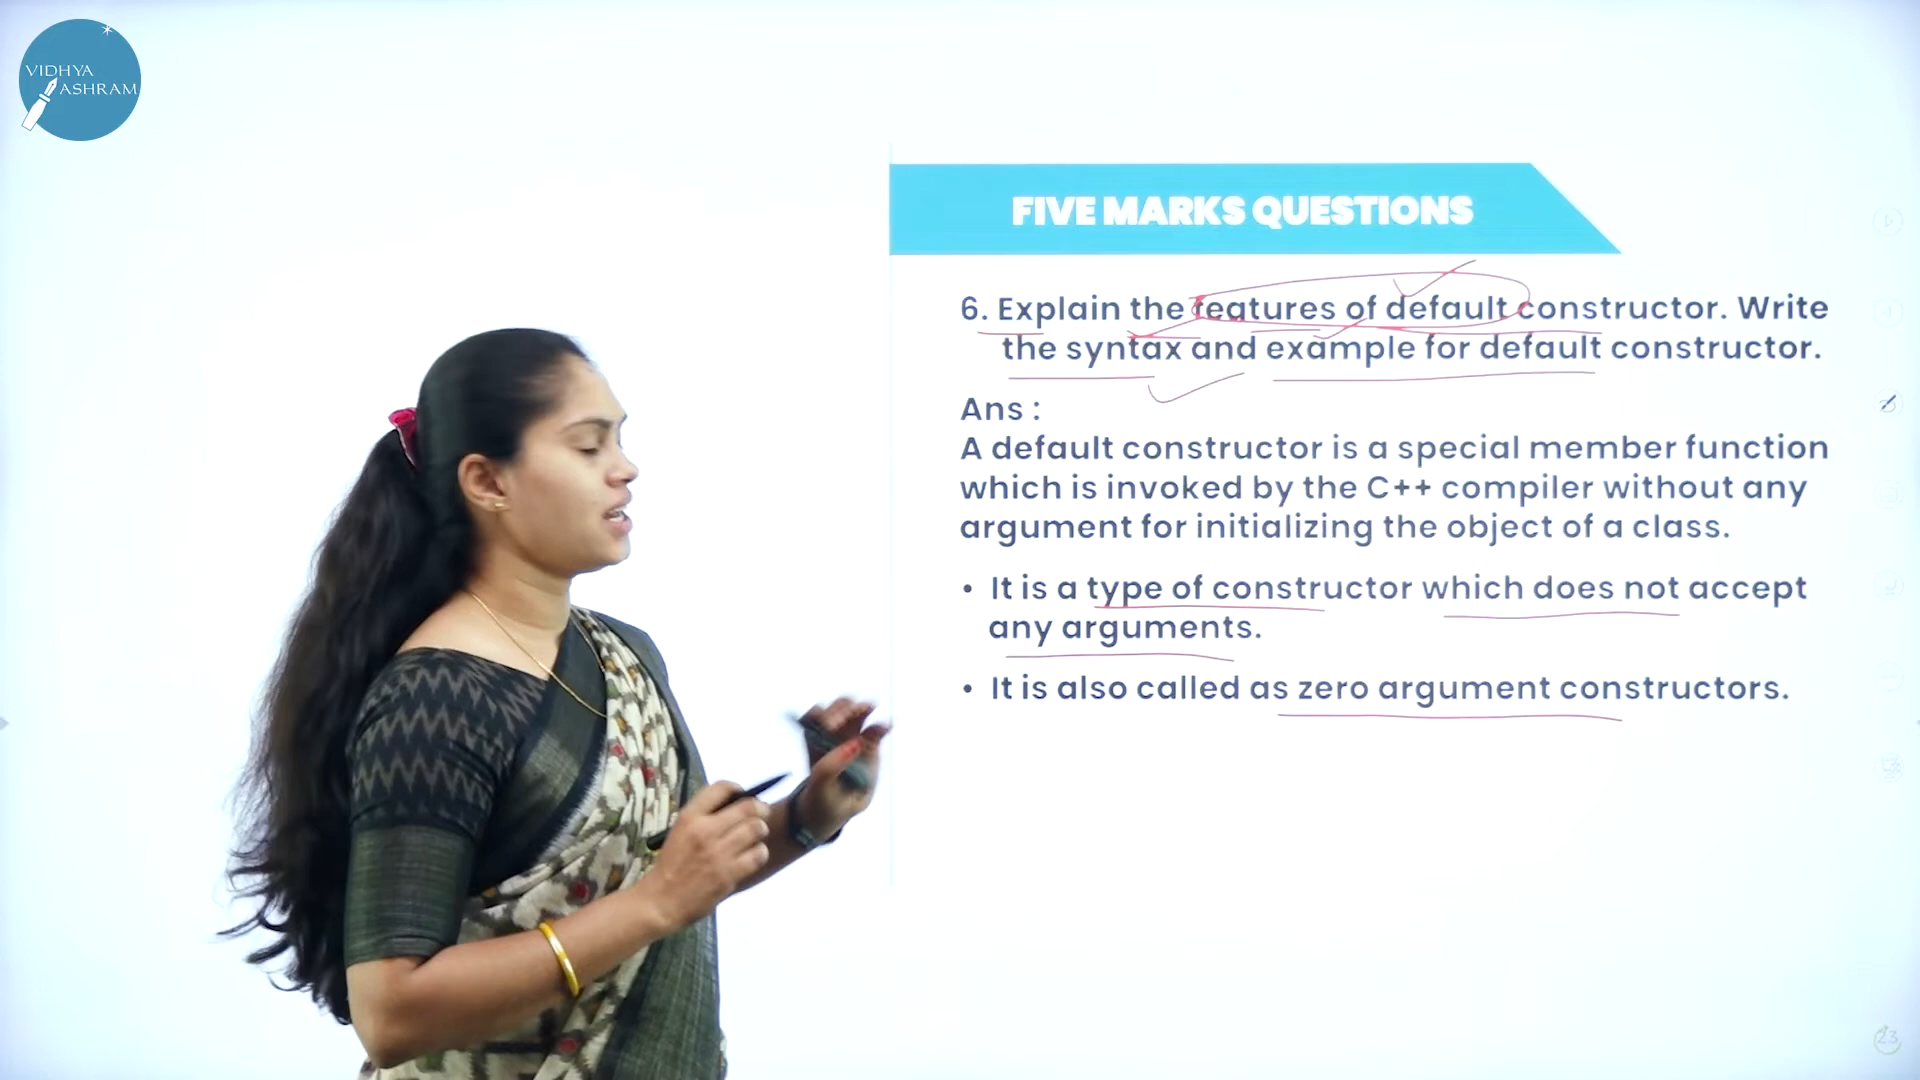 VIDHYA
ASHRAM
FIVE MARKS QUESTIONS
6. Explain the features of default constructor. Write
the syntax and example for default constructor.
Ans :
A default constructor is a special member function
which is invoked by the C++ compiler without any
argument for initializing the object of a class.
• It is a type of constructor which does not accept
any arguments.
• It is also called as zero argument constructors.
23